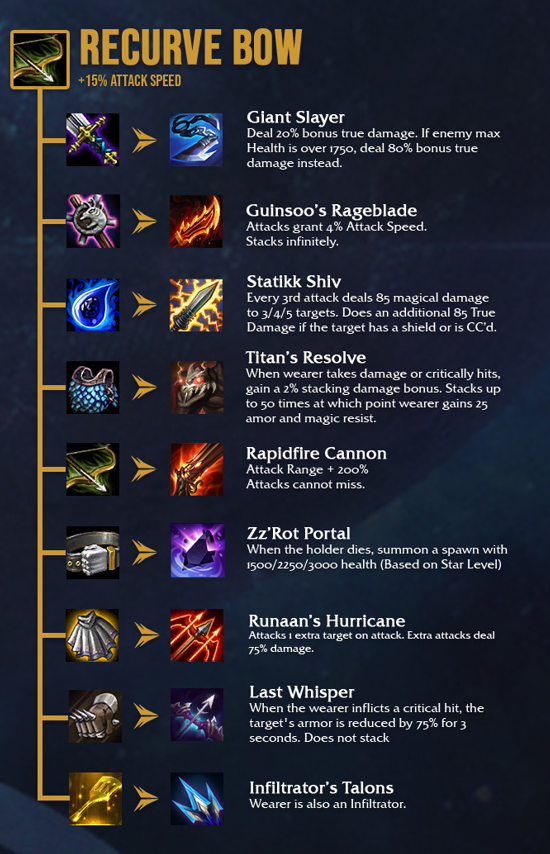 RECURVE BOW
+15% ATTACK SPEED
Giant Slayer
Deal 20% bonus true damage. If enemy max
Health is over 1750, deal 80% bonus true
damage instead.
Guinsoo's Rageblade
Attacks grant 4% Attack Speed.
Stacks infinitely.
Statikk Shiv
Every 3rd attack deals 85 magical damage
to 3/4/5 targets. Does an additional 85 True
Damage if the target has a shield or is CC'd.
Titan's Resolve
When wearer takes damage or critically hits,
gain a 2% stacking damage bonus. Stacks up
to 50 times at which point wearer gains 25
amor and magic resist.
Rapidfire Cannon
Attack Range + 200%
Attacks cannot miss.
Zz'Rot Portal
When the holder dies, summon a spawn with
1500/2250/3000 health (Based on Star Level)
Runaan's Hurricane
Attacks 1 extra target on attack. Extra attacks deal
75% damage.
Last Whisper
When the wearer inflicts a critical hit, the
target's armor is reduced by 75% for 3
seconds. Does not stack
Infiltrator's Talons
Wearer is also an Infiltrator.